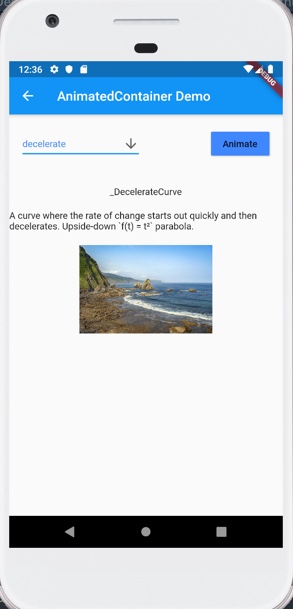 12:36
DEBUG
AnimatedContainer Demo
decelerate
Animate
_DecelerateCurve
A curve where the rate of change starts out quickly and then
decelerates. Upside-down `f(t) = t²` parabola.